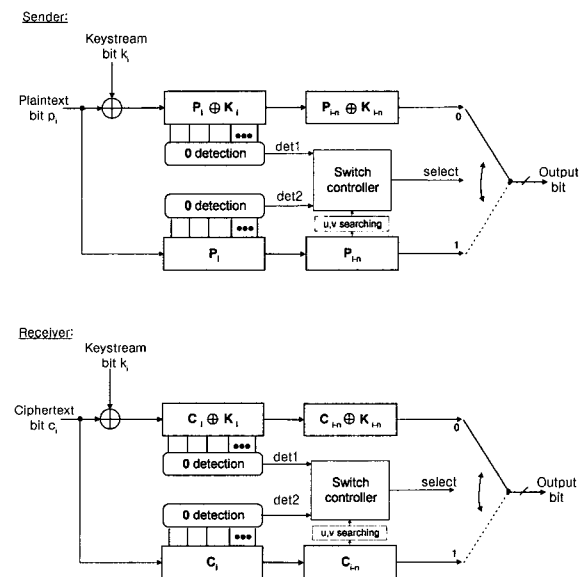 Sender:
Keystream
bit kᵢ
Plaintext
bit pᵢ
Pᵢ ⊕ Kᵢ
Pᵢ₋ₙ ⊕ Kᵢ₋ₙ
0
•••
0 detection
det1
Switch
controller
select
Output
bit
0 detection
det2
•••
u,v searching
Pᵢ
Pᵢ₋ₙ
1
Receiver:
Keystream
bit kᵢ
Ciphertext
bit cᵢ
Cᵢ ⊕ Kᵢ
Cᵢ₋ₙ ⊕ Kᵢ₋ₙ
0
•••
0 detection
det1
Switch
controller
select
Output
bit
0 detection
det2
•••
u,v searching
Cᵢ
Cᵢ₋ₙ
1